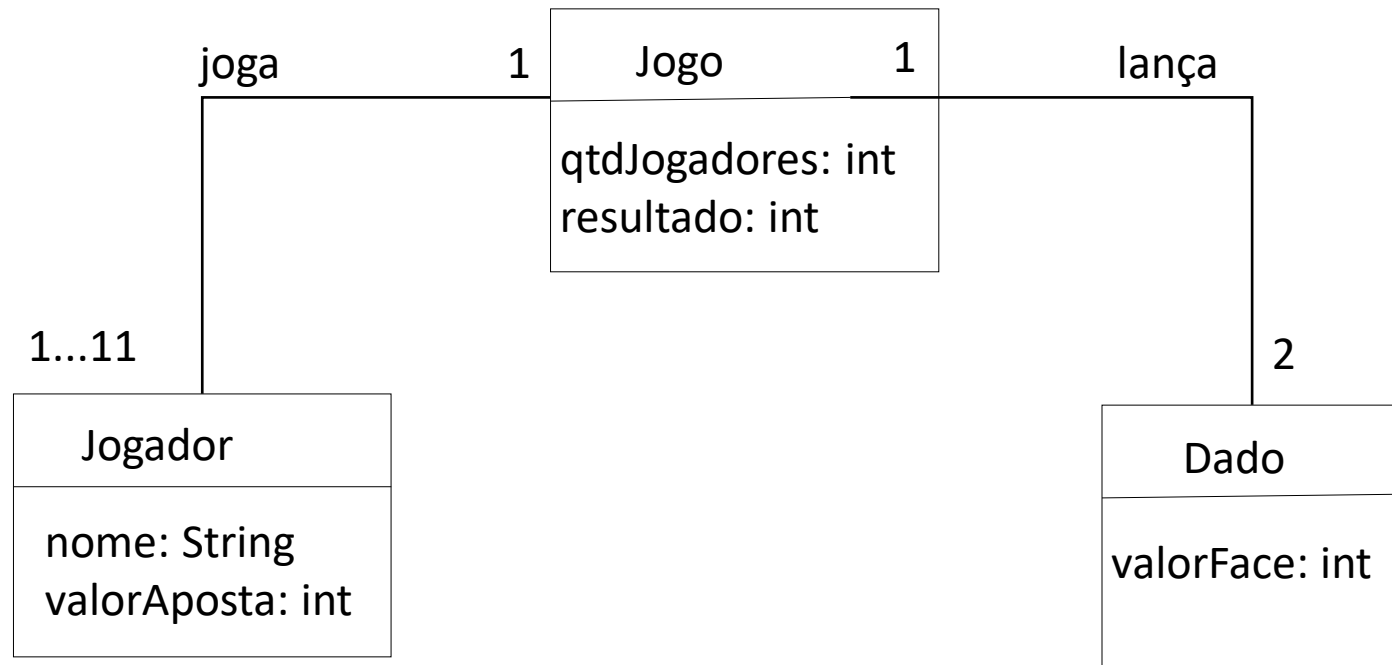 joga
1
Jogo
1
lança
qtdJogadores: int
resultado: int
1...11
2
Jogador
Dado
nome: String
valorAposta: int
valorFace: int